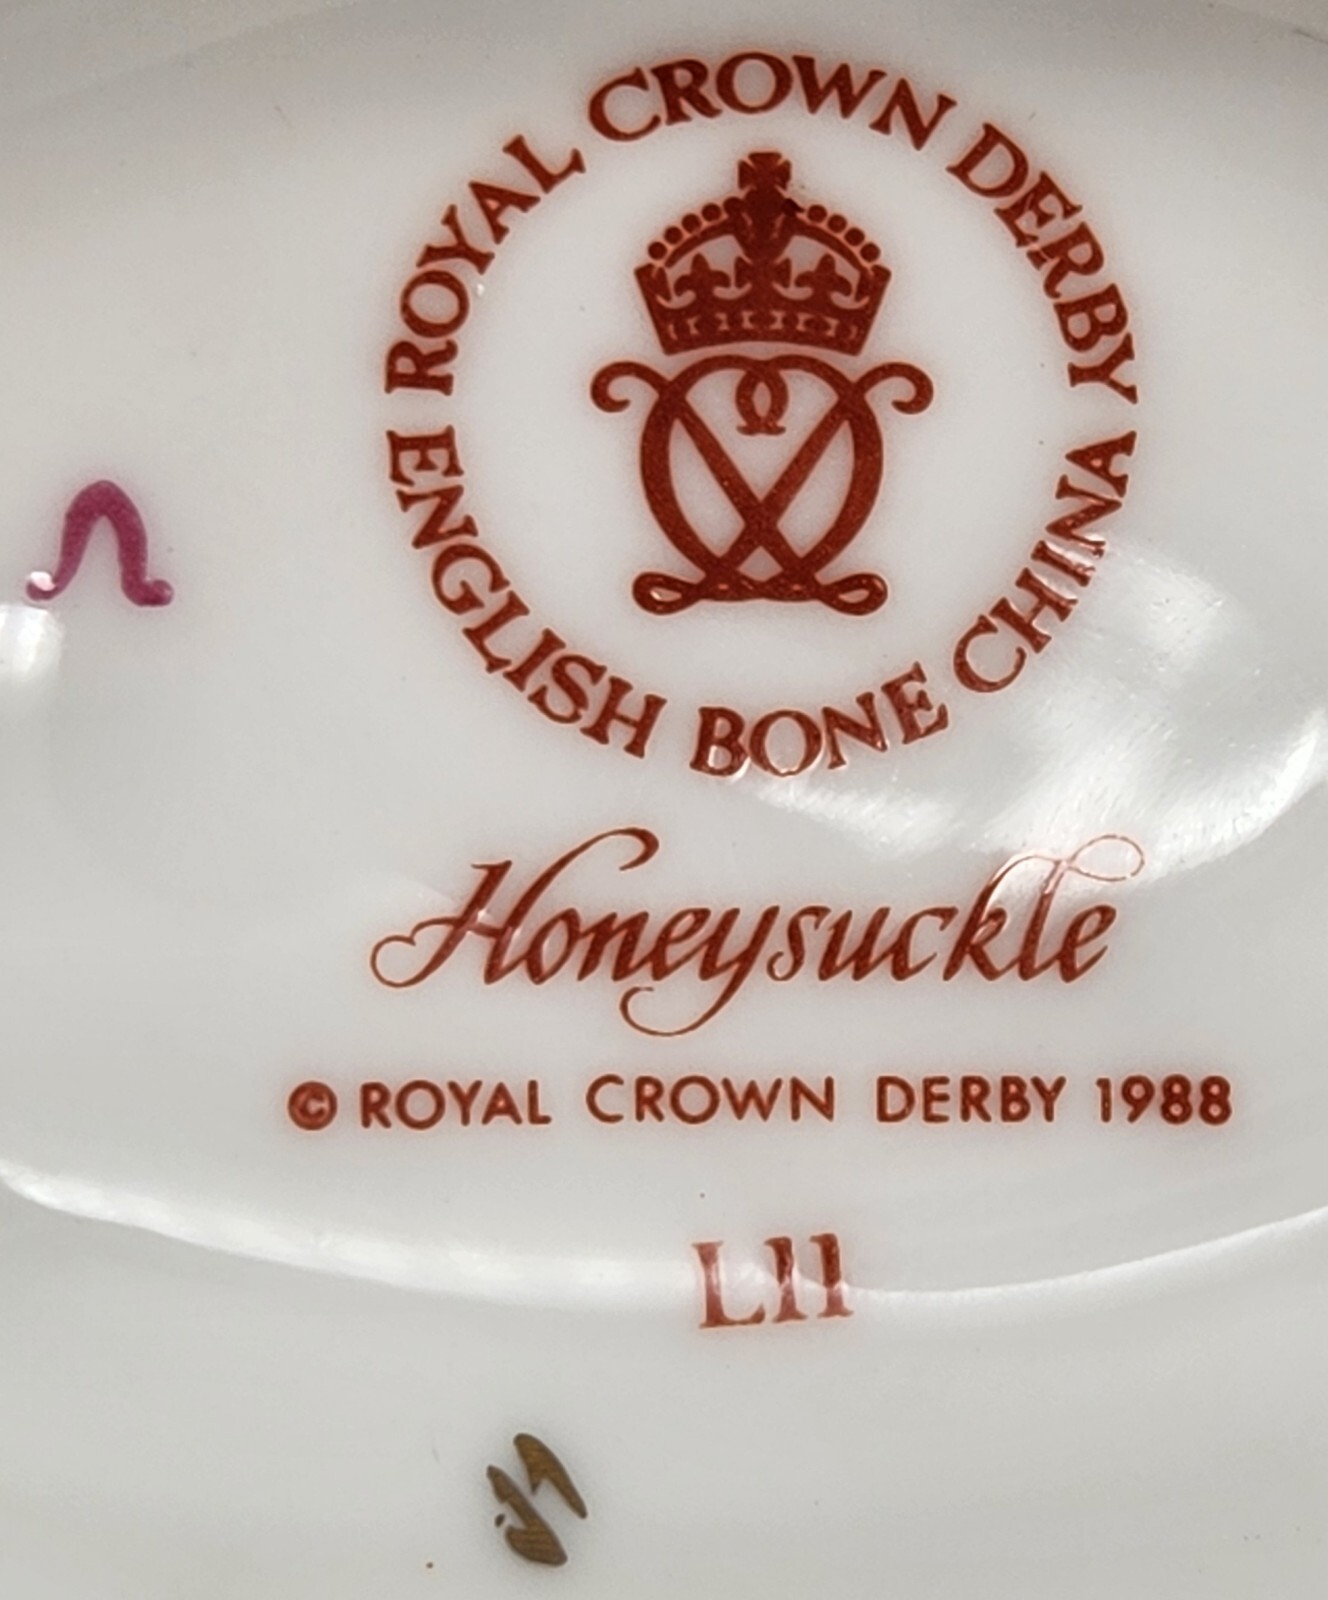 ROYAL CROWN DERBY
ENGLISH BONE CHINA
Honeysuckle
© ROYAL CROWN DERBY 1988
LII